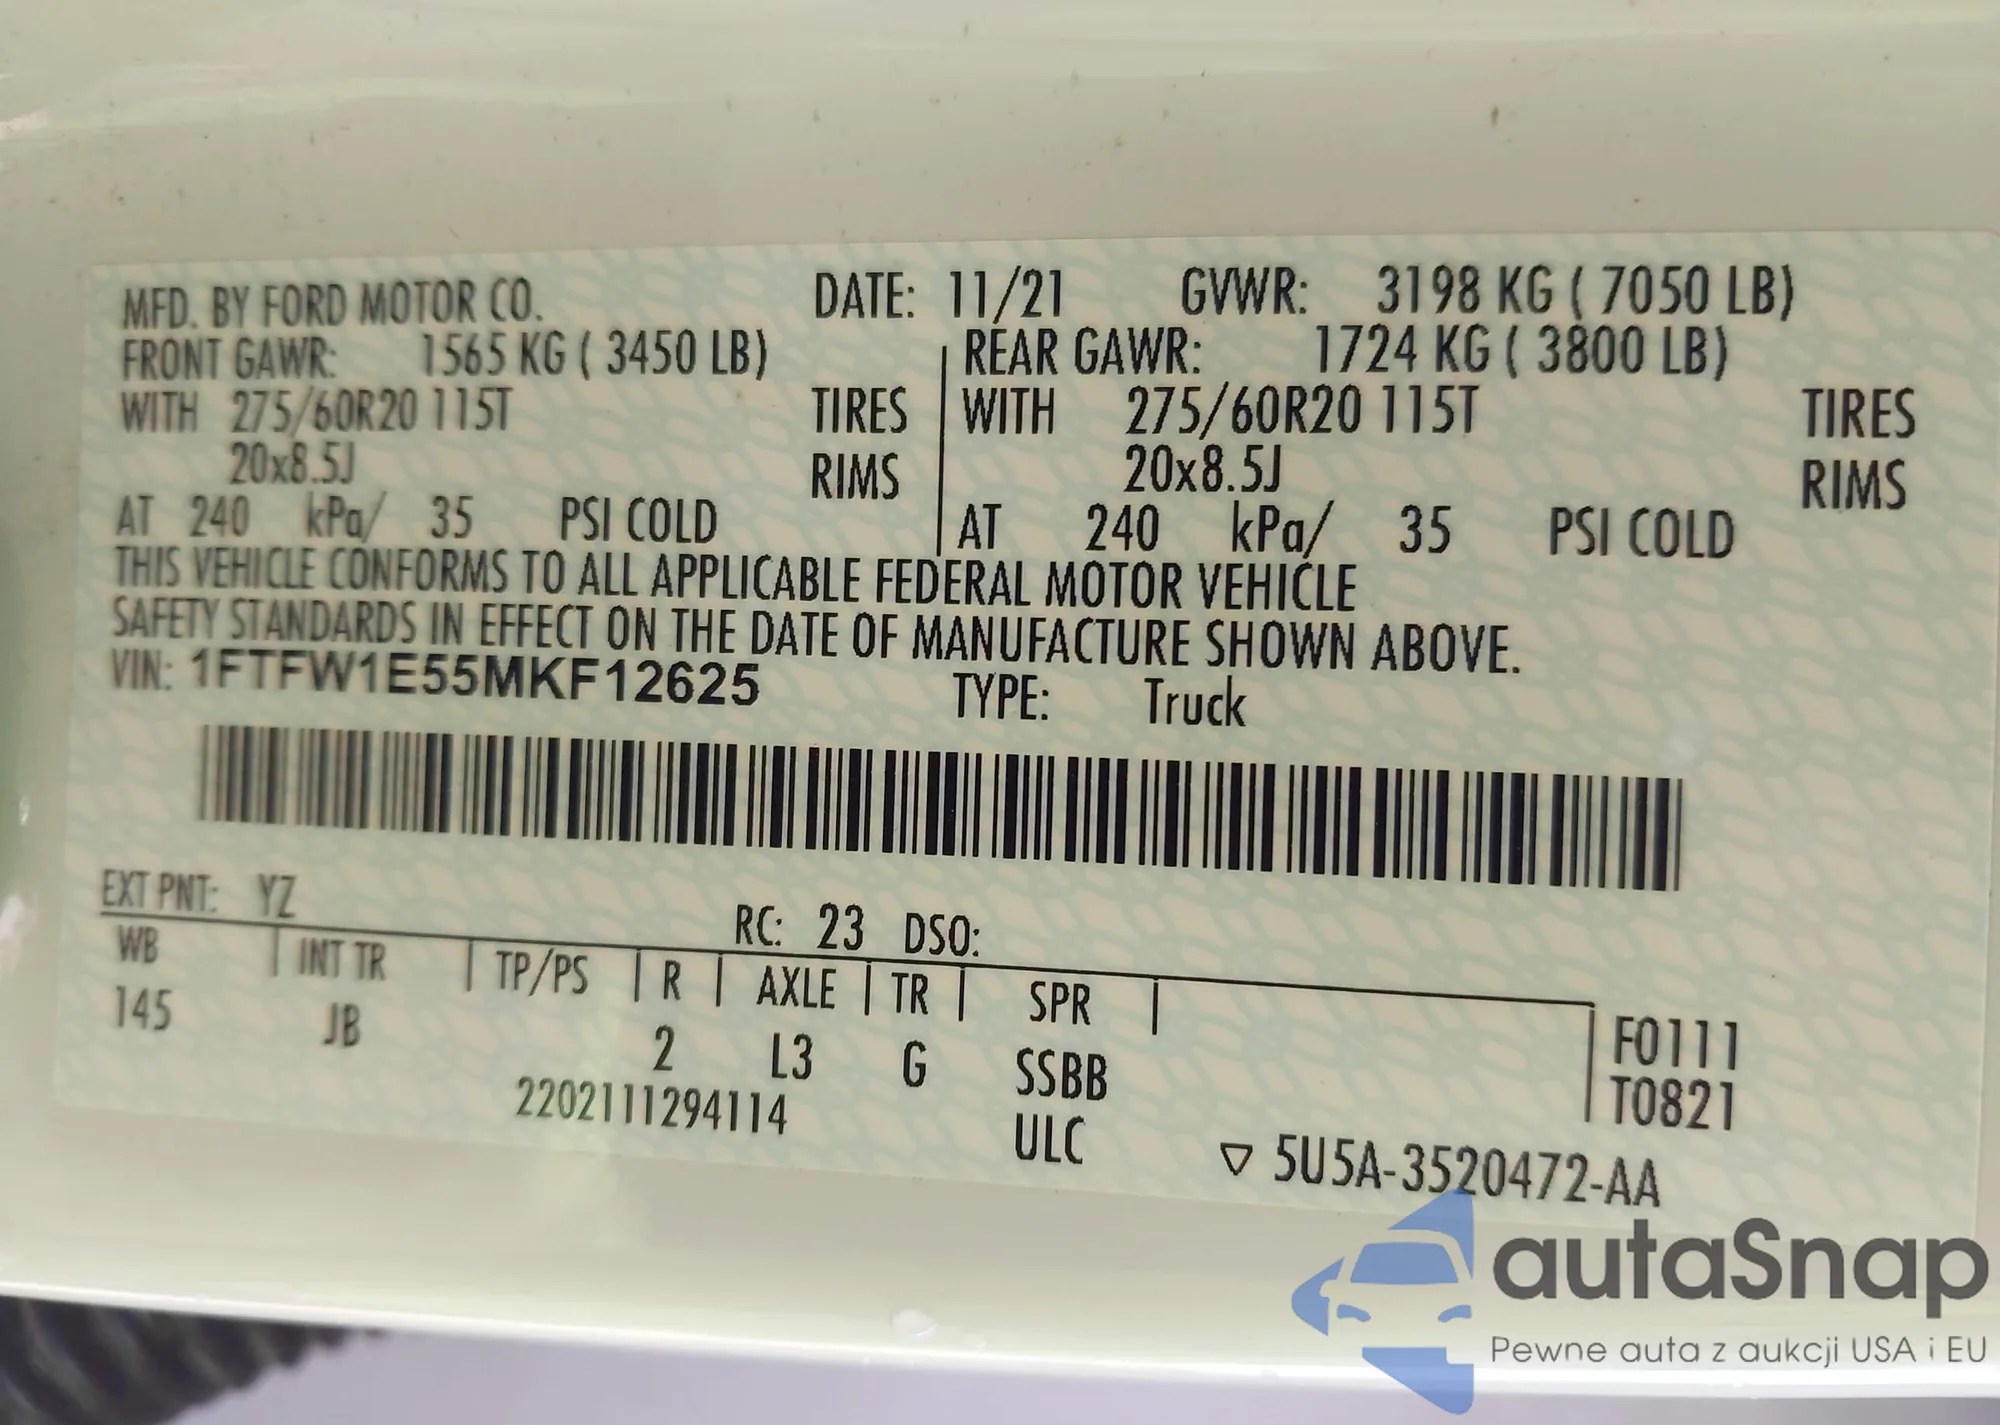 MFD. BY FORD MOTOR CO. DATE: 11/21 GVWR: 3198 KG ( 7050 LB)
FRONT GAWR: 1565 KG ( 3450 LB) REAR GAWR: 1724 KG ( 3800 LB)
WITH 275/60R20 115T TIRES WITH 275/60R20 115T TIRES
20x8.5J RIMS 20x8.5J RIMS
AT 240 kPa/ 35 PSI COLD AT 240 kPa/ 35 PSI COLD
THIS VEHICLE CONFORMS TO ALL APPLICABLE FEDERAL MOTOR VEHICLE
SAFETY STANDARDS IN EFFECT ON THE DATE OF MANUFACTURE SHOWN ABOVE.
VIN: 1FTFW1E55MKF12625 TYPE: Truck
EXT PNT: YZ RC: 23 DSO:
WB INT TR TP/PS R AXLE TR SPR
145 JB 2 L3 G SSBB F0111
T0821
2202111294114 ULC ▽ 5U5A-3520472-AA
autaSnap
Pewne auta z aukcji USA i EU